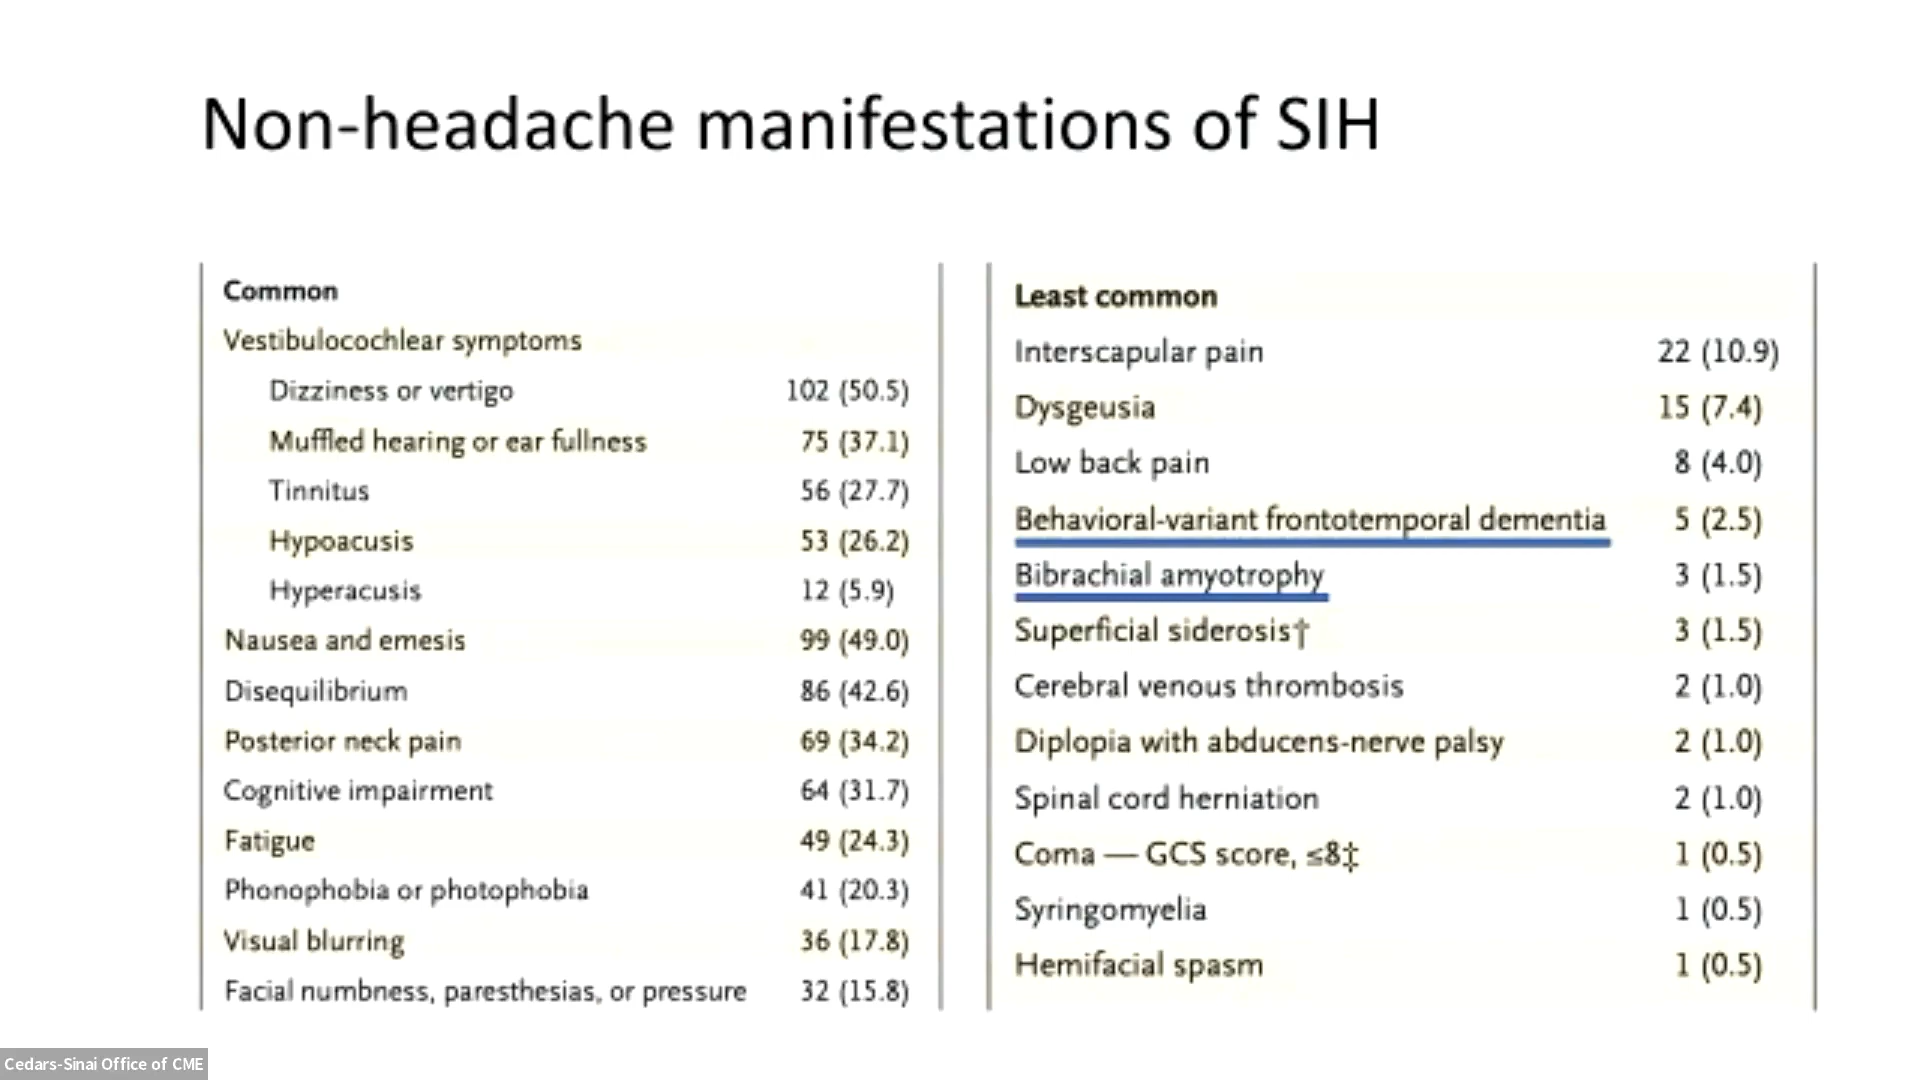 Non-headache manifestations of SIH
Common
Vestibulocochlear symptoms
Dizziness or vertigo 102 (50.5)
Muffled hearing or ear fullness 75 (37.1)
Tinnitus 56 (27.7)
Hypoacusis 53 (26.2)
Hyperacusis 12 (5.9)
Nausea and emesis 99 (49.0)
Disequilibrium 86 (42.6)
Posterior neck pain 69 (34.2)
Cognitive impairment 64 (31.7)
Fatigue 49 (24.3)
Phonophobia or photophobia 41 (20.3)
Visual blurring 36 (17.8)
Facial numbness, paresthesias, or pressure 32 (15.8)
Least common
Interscapular pain 22 (10.9)
Dysgeusia 15 (7.4)
Low back pain 8 (4.0)
Behavioral-variant frontotemporal dementia 5 (2.5)
Bibrachial amyotrophy 3 (1.5)
Superficial siderosis† 3 (1.5)
Cerebral venous thrombosis 2 (1.0)
Diplopia with abducens-nerve palsy 2 (1.0)
Spinal cord herniation 2 (1.0)
Coma — GCS score, ≤8‡ 1 (0.5)
Syringomyelia 1 (0.5)
Hemifacial spasm 1 (0.5)
Cedars-Sinai Office of CME